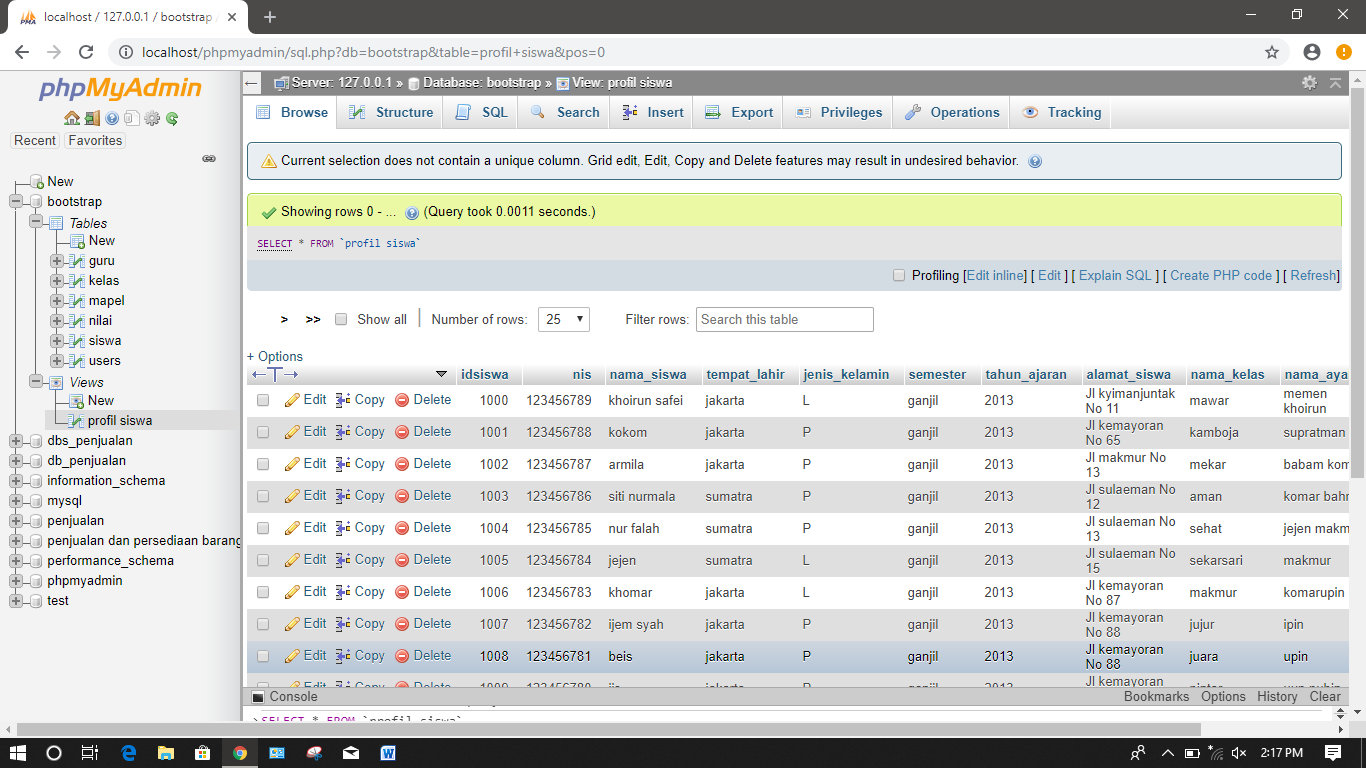 localhost / 127.0.0.1 / bootstrap
localhost/phpmyadmin/sql.php?db=bootstrap&table=profil+siswa&pos=0
phpMyAdmin
Recent Favorites
New
bootstrap
Tables
New
guru
kelas
mapel
nilai
siswa
users
Views
New
profil siswa
dbs_penjualan
db_penjualan
information_schema
mysql
penjualan
penjualan dan persediaan barang
performance_schema
phpmyadmin
test
Server: 127.0.0.1 » Database: bootstrap » View: profil siswa
Browse Structure SQL Search Insert Export Privileges Operations Tracking
Current selection does not contain a unique column. Grid edit, Edit, Copy and Delete features may result in undesired behavior.
Showing rows 0 - ... (Query took 0.0011 seconds.)
SELECT * FROM `profil siswa`
Profiling [Edit inline] [ Edit ] [ Explain SQL ] [ Create PHP code ] [ Refresh]
> >> Show all | Number of rows: 25 Filter rows: Search this table
+ Options
←T→ idsiswa nis nama_siswa tempat_lahir jenis_kelamin semester tahun_ajaran alamat_siswa nama_kelas nama_aya
Edit Copy Delete 1000 123456789 khoirun safei jakarta L ganjil 2013 Jl kyimanjuntak No 11 mawar memen khoirun
Edit Copy Delete 1001 123456788 kokom jakarta P ganjil 2013 Jl kemayoran No 65 kamboja supratman
Edit Copy Delete 1002 123456787 armila jakarta P ganjil 2013 Jl makmur No 13 mekar babam kom
Edit Copy Delete 1003 123456786 siti nurmala sumatra P ganjil 2013 Jl sulaeman No 12 aman komar bahr
Edit Copy Delete 1004 123456785 nur falah sumatra P ganjil 2013 Jl sulaeman No 13 sehat jejen makm
Edit Copy Delete 1005 123456784 jejen sumatra L ganjil 2013 Jl sulaeman No 15 sekarsari makmur
Edit Copy Delete 1006 123456783 khomar jakarta L ganjil 2013 Jl kemayoran No 87 makmur komarupin
Edit Copy Delete 1007 123456782 ijem syah jakarta P ganjil 2013 Jl kemayoran No 88 jujur ipin
Edit Copy Delete 1008 123456781 beis jakarta P ganjil 2013 Jl kemayoran No 88 juara upin
Jl kemayoran
Console Bookmarks Options History Clear
>SELECT * FROM `profil siswa`
2:17 PM